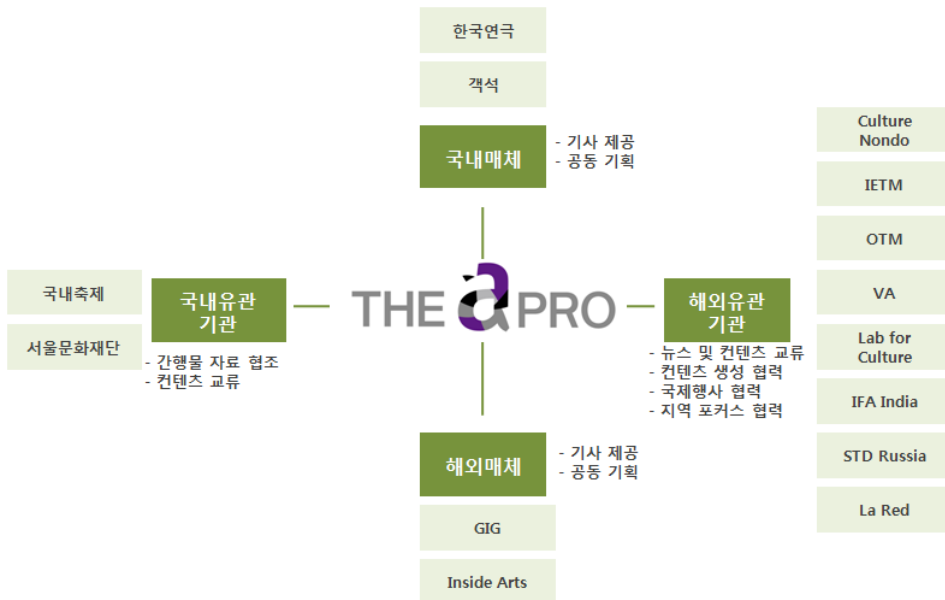 한국연극
객석
국내매체
- 기사 제공
- 공동 기획
국내축제
서울문화재단
국내유관
기관
- 간행물 자료 협조
- 컨텐츠 교류
THE a PRO
해외유관
기관
- 뉴스 및 컨텐츠 교류
- 컨텐츠 생성 협력
- 국제행사 협력
- 지역 포커스 협력
Culture
Nondo
IETM
OTM
VA
Lab for
Culture
IFA India
STD Russia
La Red
해외매체
- 기사 제공
- 공동 기획
GIG
Inside Arts